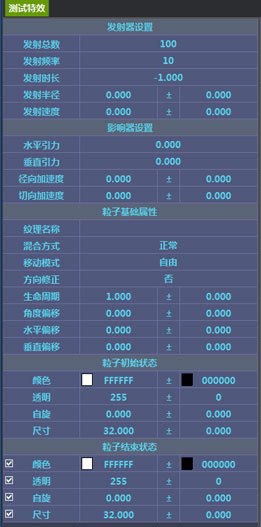 测试特效
发射器设置
发射总数 100
发射频率 10
发射时长 -1.000
发射半径 0.000 ± 0.000
发射速度 0.000 ± 0.000
影响器设置
水平引力 0.000
垂直引力 0.000
径向加速度 0.000 ± 0.000
切向加速度 0.000 ± 0.000
粒子基础属性
纹理名称
混合方式 正常
移动模式 自由
方向修正 否
生命周期 1.000 ± 0.000
角度偏移 0.000 ± 0.000
水平偏移 0.000 ± 0.000
垂直偏移 0.000 ± 0.000
粒子初始状态
颜色 FFFFFF ± 000000
透明 255 ± 0
自旋 0.000 ± 0.000
尺寸 32.000 ± 0.000
粒子结束状态
颜色 FFFFFF ± 000000
透明 255 ± 0
自旋 0.000 ± 0.000
尺寸 32.000 ± 0.000